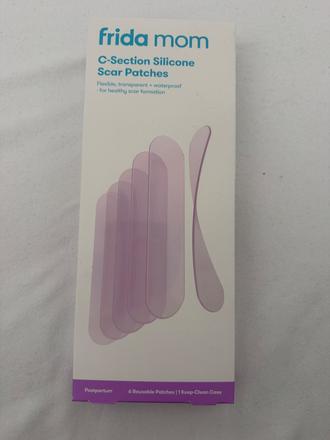 frida mom
C-Section Silicone
Scar Patches
Flexible, transparent + waterproof
for healthy scar formation
Postpartum
6 Reusable Patches | 1 Keep-Clean Case